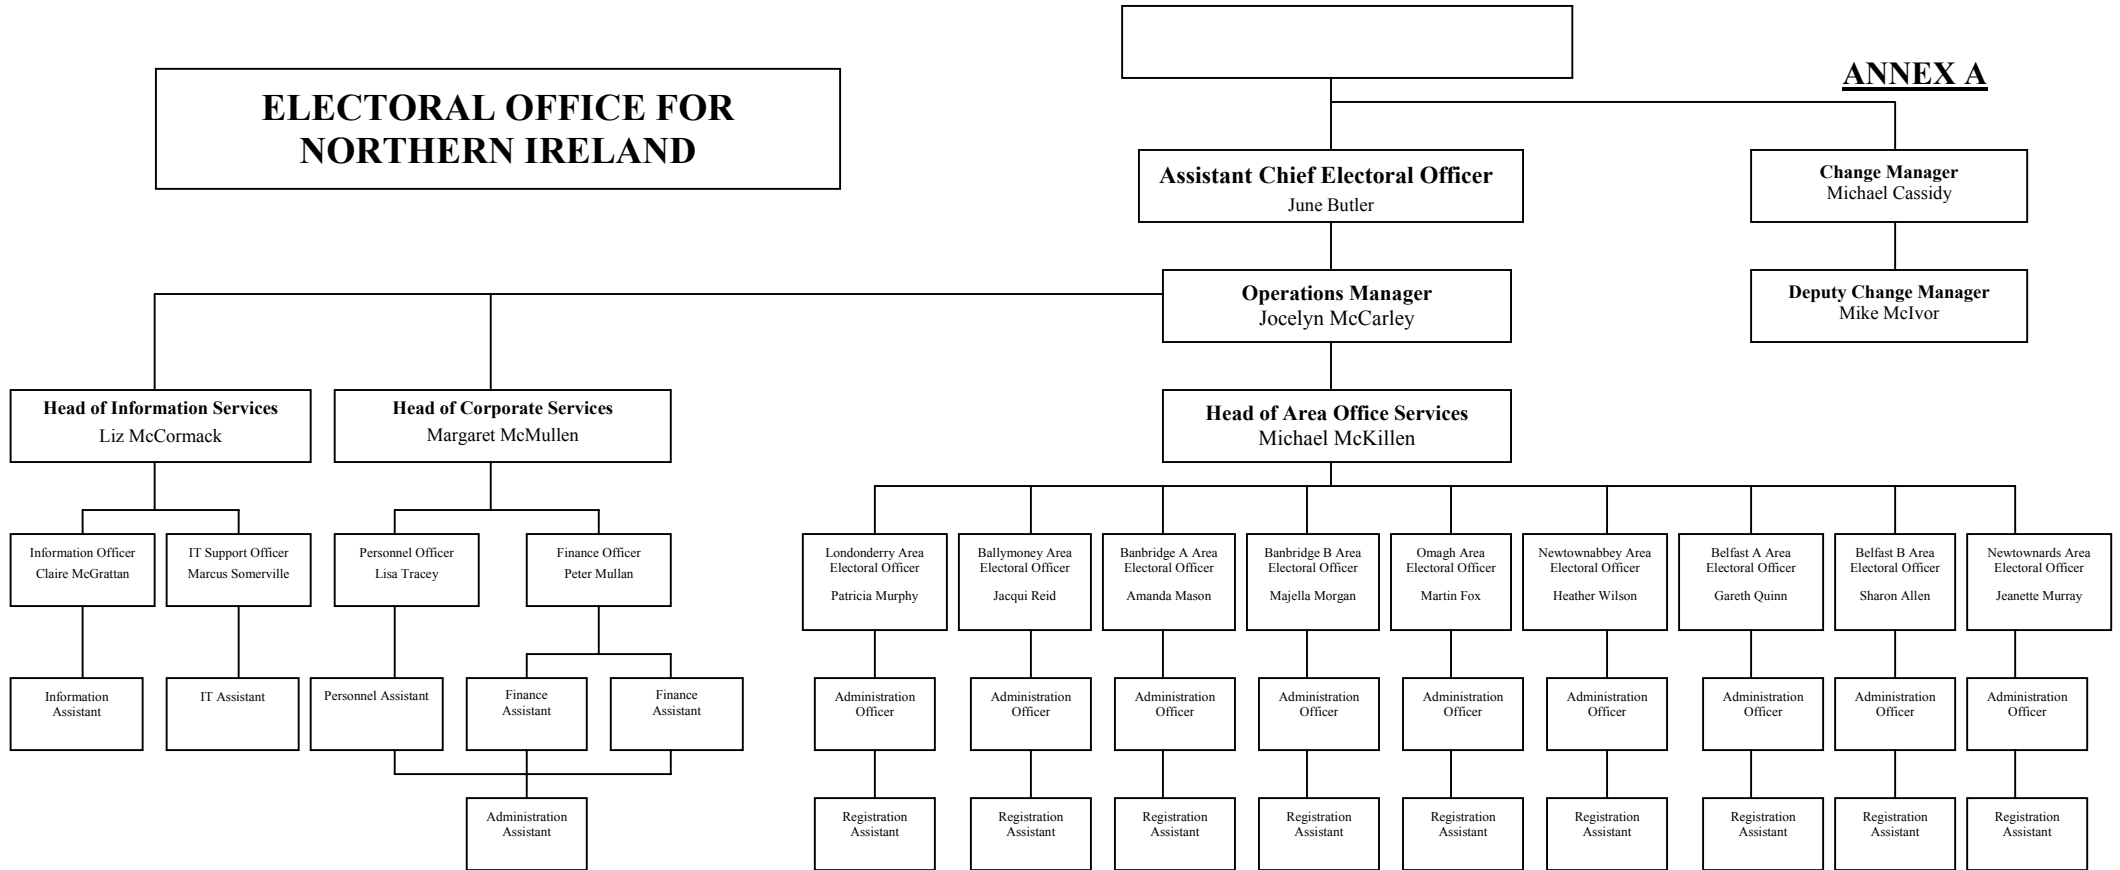 ANNEX A
ELECTORAL OFFICE FOR
NORTHERN IRELAND
Assistant Chief Electoral Officer
June Butler
Change Manager
Michael Cassidy
Operations Manager
Jocelyn McCarley
Deputy Change Manager
Mike McIvor
Head of Information Services
Liz McCormack
Head of Corporate Services
Margaret McMullen
Head of Area Office Services
Michael McKillen
Information Officer
Claire McGrattan
IT Support Officer
Marcus Somerville
Personnel Officer
Lisa Tracey
Finance Officer
Peter Mullan
Londonderry Area
Electoral Officer
Patricia Murphy
Ballymoney Area
Electoral Officer
Jacqui Reid
Banbridge A Area
Electoral Officer
Amanda Mason
Banbridge B Area
Electoral Officer
Majella Morgan
Omagh Area
Electoral Officer
Martin Fox
Newtownabbey Area
Electoral Officer
Heather Wilson
Belfast A Area
Electoral Officer
Gareth Quinn
Belfast B Area
Electoral Officer
Sharon Allen
Newtownards Area
Electoral Officer
Jeanette Murray
Information
Assistant
IT Assistant
Personnel Assistant
Finance
Assistant
Finance
Assistant
Administration
Officer
Administration
Officer
Administration
Officer
Administration
Officer
Administration
Officer
Administration
Officer
Administration
Officer
Administration
Officer
Administration
Officer
Administration
Assistant
Registration
Assistant
Registration
Assistant
Registration
Assistant
Registration
Assistant
Registration
Assistant
Registration
Assistant
Registration
Assistant
Registration
Assistant
Registration
Assistant